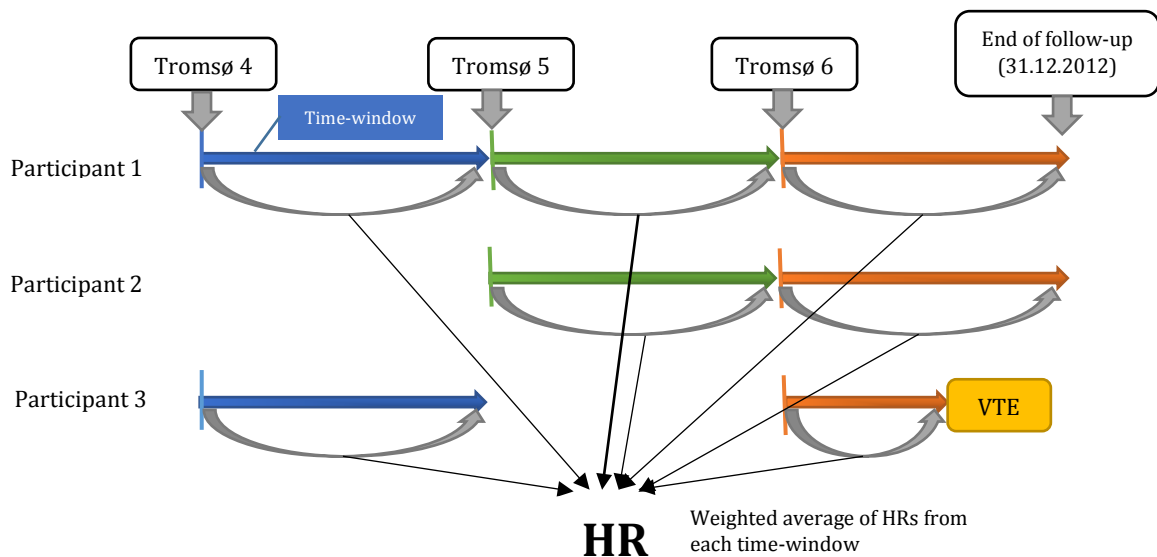 Tromsø 4
Tromsø 5
Tromsø 6
End of follow-up
(31.12.2012)
Time-window
Participant 1
Participant 2
Participant 3
VTE
HR
Weighted average of HRs from
each time-window